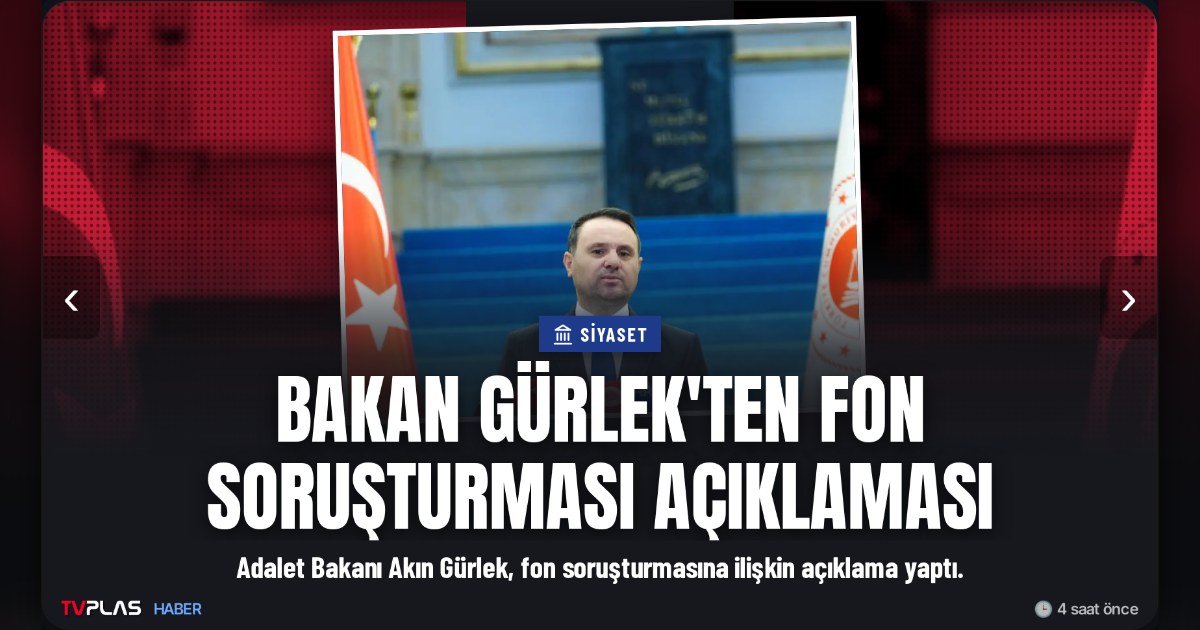 SİYASET
BAKAN GÜRLEK'TEN FON
SORUŞTURMASI AÇIKLAMASI
Adalet Bakanı Akın Gürlek, fon soruşturmasına ilişkin açıklama yaptı.
TVPLAS HABER
4 saat önce